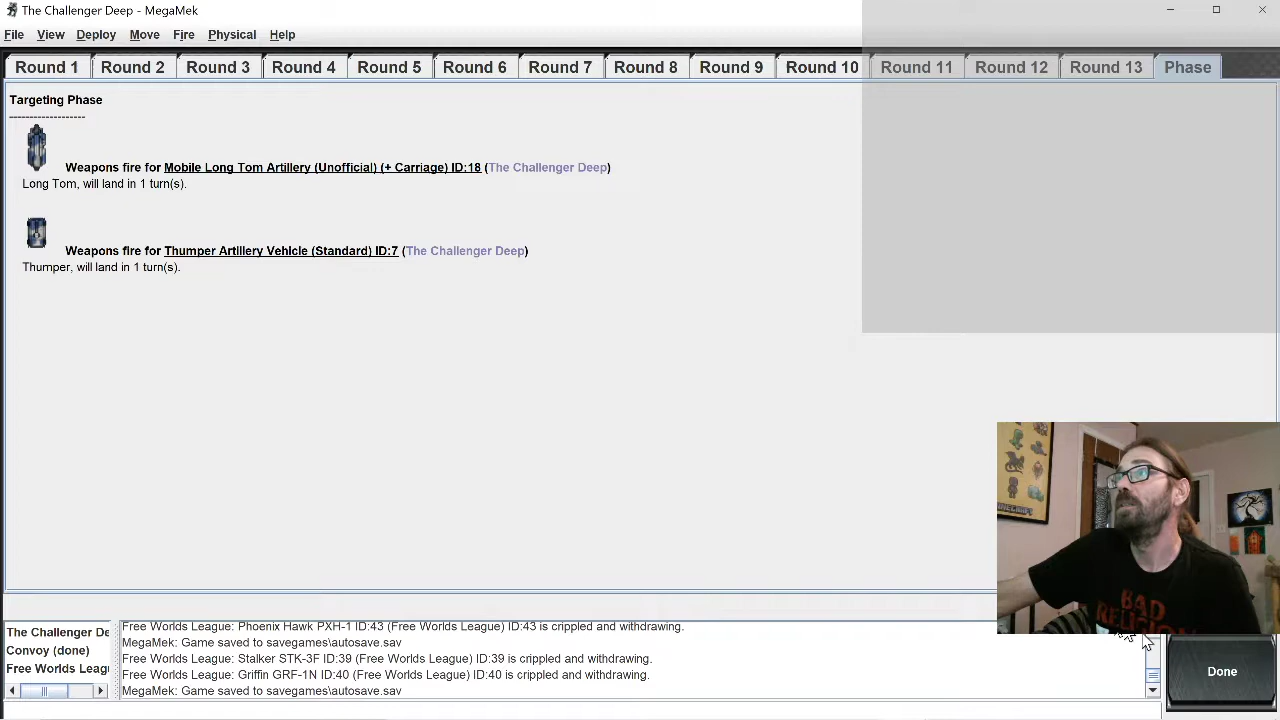 The Challenger Deep - MegaMek
File View Deploy Move Fire Physical Help
Round 1 Round 2 Round 3 Round 4 Round 5 Round 6 Round 7 Round 8 Round 9 Round 10 Round 11 Round 12 Round 13 Phase
Targeting Phase
-------------------
Weapons fire for Mobile Long Tom Artillery (Unofficial) (+ Carriage) ID:18 (The Challenger Deep)
Long Tom, will land in 1 turn(s).
Weapons fire for Thumper Artillery Vehicle (Standard) ID:7 (The Challenger Deep)
Thumper, will land in 1 turn(s).
MINECRAFT
BAD
RELIGION
The Challenger De
Convoy (done)
Free Worlds Leagu
Free Worlds League: Phoenix Hawk PXH-1 ID:43 (Free Worlds League) ID:43 is crippled and withdrawing.
MegaMek: Game saved to savegames\autosave.sav
Free Worlds League: Stalker STK-3F ID:39 (Free Worlds League) ID:39 is crippled and withdrawing.
Free Worlds League: Griffin GRF-1N ID:40 (Free Worlds League) ID:40 is crippled and withdrawing.
MegaMek: Game saved to savegames\autosave.sav
Done